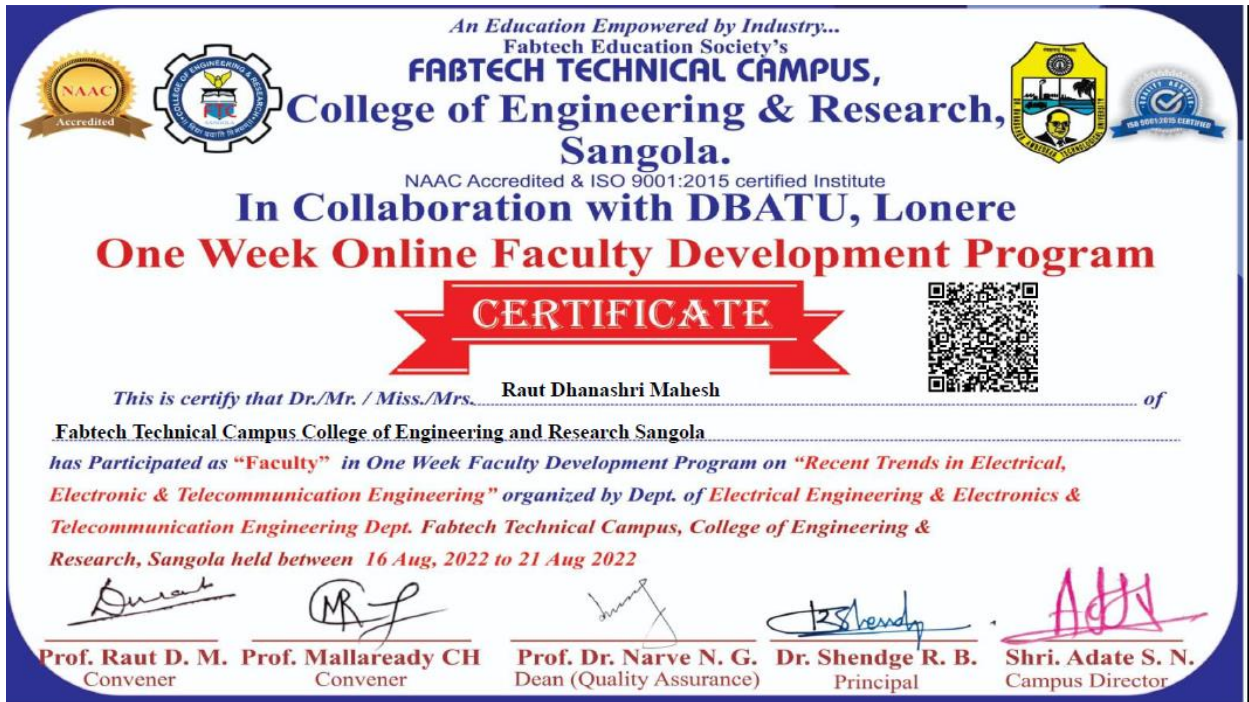 An Education Empowered by Industry...
Fabtech Education Society's
FABTECH TECHNICAL CAMPUS,
College of Engineering & Research,
Sangola.
NAAC
Accredited
COLLEGE OF ENGINEERING & RESEARCH
SANGOLA
ISO 9001:2015 CERTIFIED
NAAC Accredited & ISO 9001:2015 certified Institute
In Collaboration with DBATU, Lonere
One Week Online Faculty Development Program
CERTIFICATE
This is certify that Dr./Mr. / Miss./Mrs. Raut Dhanashri Mahesh of
Fabtech Technical Campus College of Engineering and Research Sangola
has Participated as “Faculty” in One Week Faculty Development Program on “Recent Trends in Electrical,
Electronic & Telecommunication Engineering” organized by Dept. of Electrical Engineering & Electronics &
Telecommunication Engineering Dept. Fabtech Technical Campus, College of Engineering &
Research, Sangola held between 16 Aug, 2022 to 21 Aug 2022
Prof. Raut D. M. Prof. Mallaready CH Prof. Dr. Narve N. G. Dr. Shendge R. B. Shri. Adate S. N.
Convener Convener Dean (Quality Assurance) Principal Campus Director